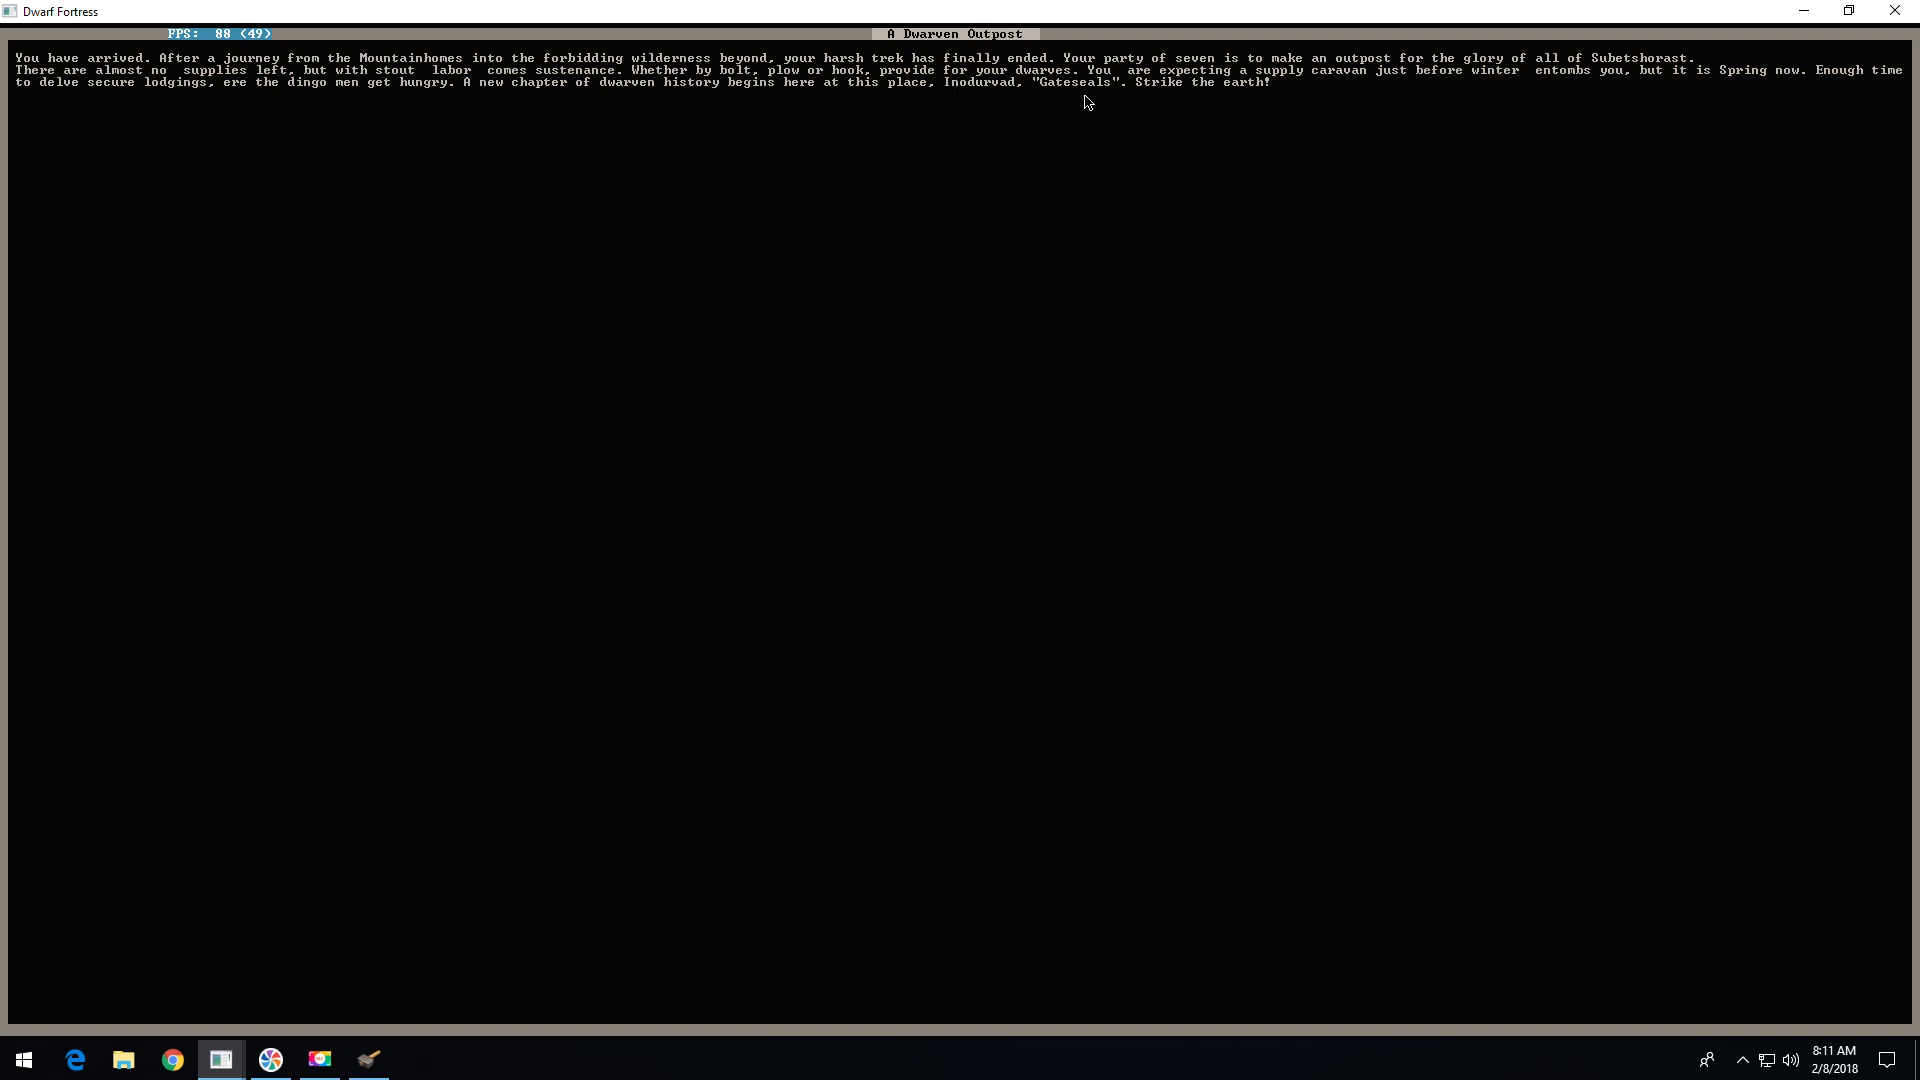 Dwarf Fortress
FPS: 88 (49)
A Dwarven Outpost
You have arrived. After a journey from the Mountainhomes into the forbidding wilderness beyond, your harsh trek has finally ended. Your party of seven is to make an outpost for the glory of all of Subetshorast.
There are almost no supplies left, but with stout labor comes sustenance. Whether by bolt, plow or hook, provide for your dwarves. You are expecting a supply caravan just before winter entombs you, but it is Spring now. Enough time
to delve secure lodgings, ere the dingo men get hungry. A new chapter of dwarven history begins here at this place, Inodurvad, "Gateseals". Strike the earth!
8:11 AM
2/8/2018